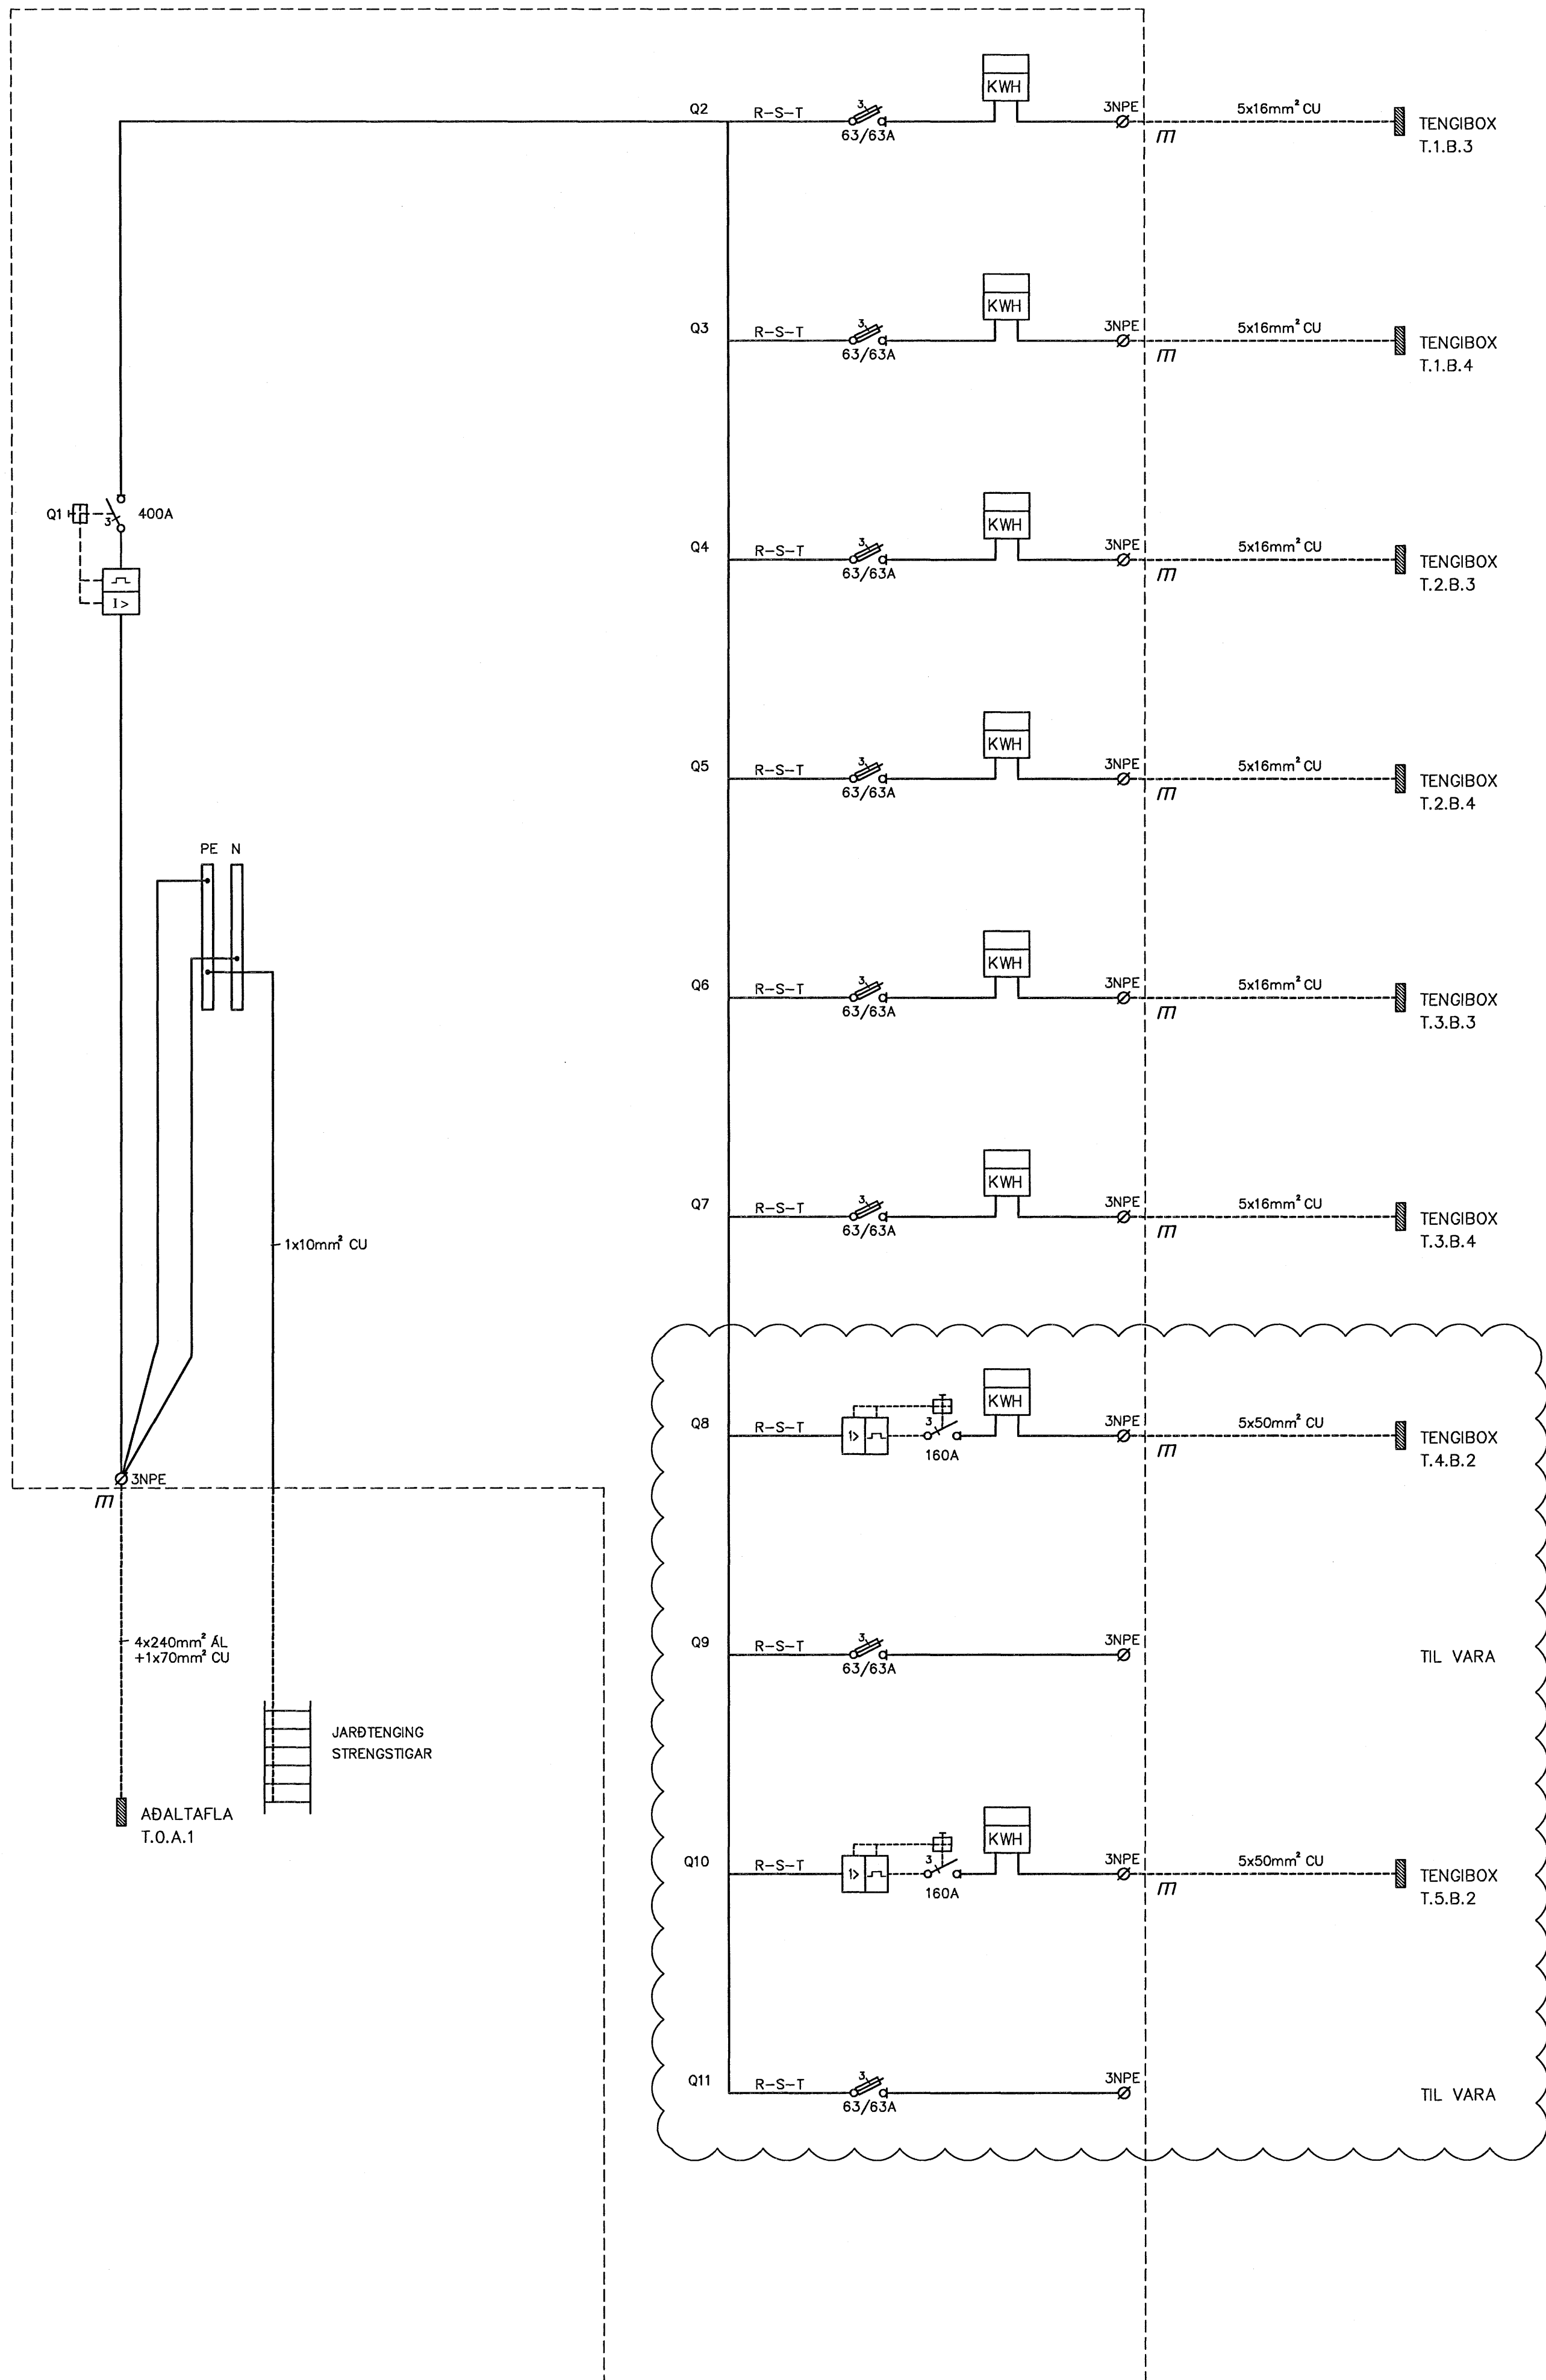 Q2
R-S-T
3
63/63A
KWH
3NPE
5x16mm² CU
TENGIBOX
T.1.B.3
Q3
R-S-T
3
63/63A
KWH
3NPE
5x16mm² CU
TENGIBOX
T.1.B.4
Q1
3
400A
I>
Q4
R-S-T
3
63/63A
KWH
3NPE
5x16mm² CU
TENGIBOX
T.2.B.3
Q5
R-S-T
3
63/63A
KWH
3NPE
5x16mm² CU
TENGIBOX
T.2.B.4
PE N
Q6
R-S-T
3
63/63A
KWH
3NPE
5x16mm² CU
TENGIBOX
T.3.B.3
Q7
R-S-T
3
63/63A
KWH
3NPE
5x16mm² CU
TENGIBOX
T.3.B.4
1x10mm² CU
Q8
R-S-T
I>
3
160A
KWH
3NPE
5x50mm² CU
TENGIBOX
T.4.B.2
3NPE
Q9
R-S-T
3
63/63A
3NPE
TIL VARA
4x240mm² ÁL
+1x70mm² CU
JARÐTENGING
STRENGSTIGAR
AÐALTAFLA
T.0.A.1
Q10
R-S-T
I>
3
160A
KWH
3NPE
5x50mm² CU
TENGIBOX
T.5.B.2
Q11
R-S-T
3
63/63A
3NPE
TIL VARA